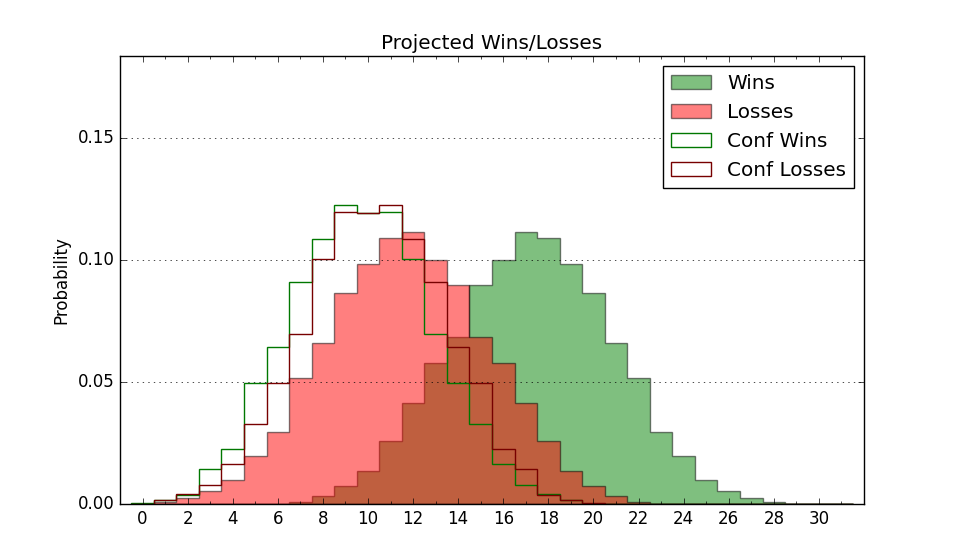 Projected Wins/Losses
Wins
Losses
Conf Wins
Conf Losses
Probability
0.15
0.10
0.05
0.00
0 2 4 6 8 10 12 14 16 18 20 22 24 26 28 30